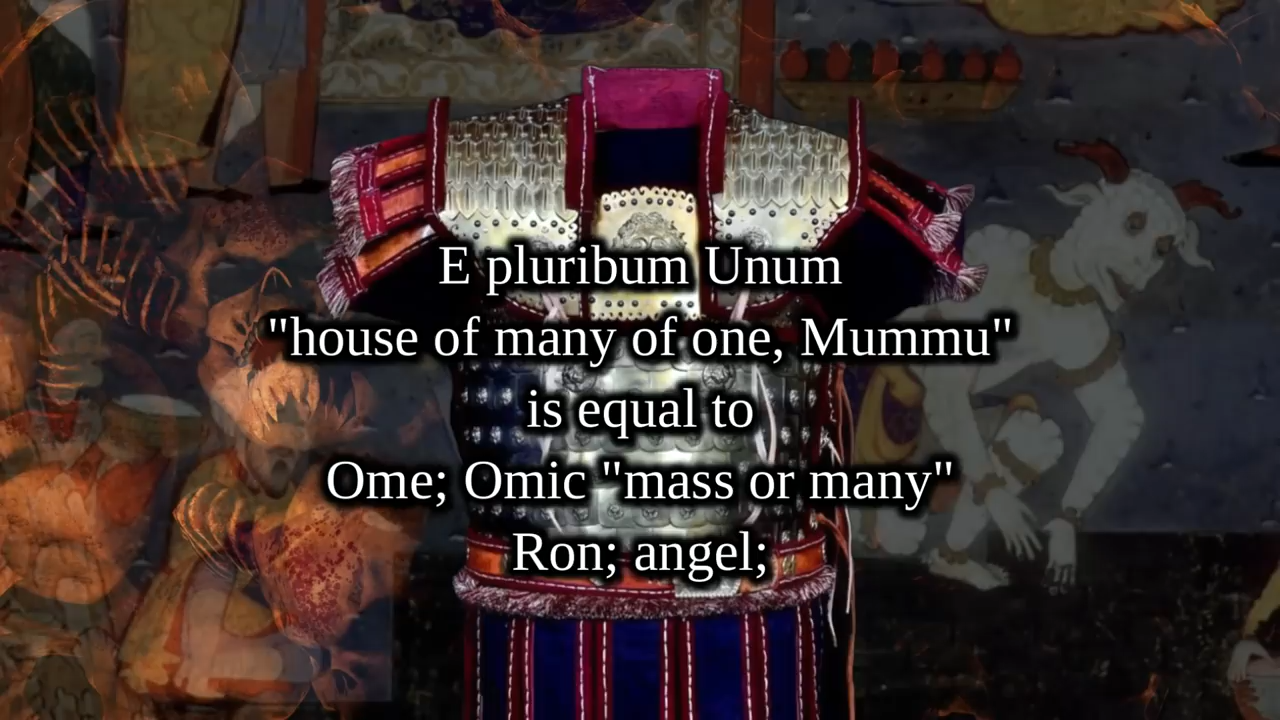 E pluribum Unum
"house of many of one, Mummu"
is equal to
Ome; Omic "mass or many"
Ron; angel;